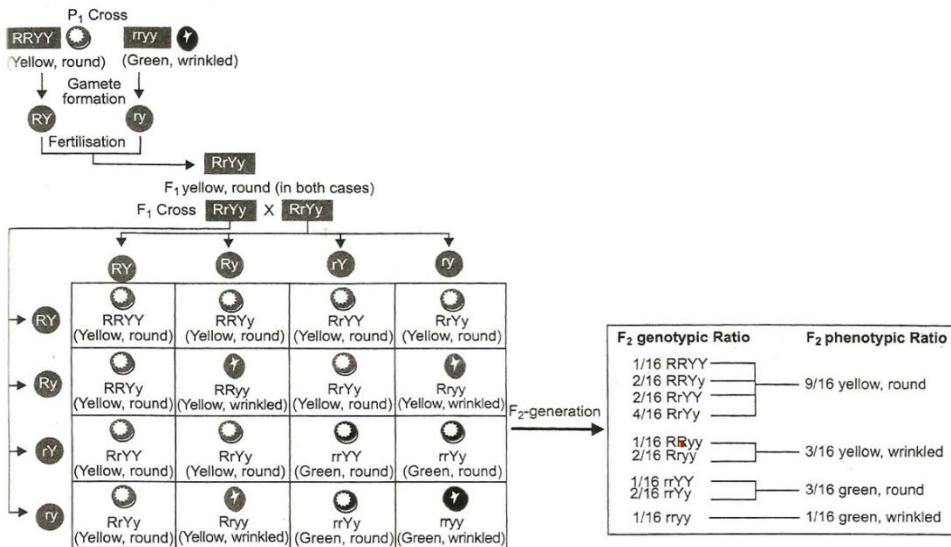 P1 Cross
RRYY rryy
(Yellow, round) (Green, wrinkled)
Gamete
formation
RY ry
Fertilisation
RrYy
F1 yellow, round (in both cases)
F1 Cross RrYy X RrYy
RY Ry rY ry
RY
RRYY RRYy RrYY RrYy
(Yellow, round) (Yellow, round) (Yellow, round) (Yellow, round)
Ry
RRYy RRyy RrYy Rryy
(Yellow, round) (Yellow, wrinkled) (Yellow, round) (Yellow, wrinkled)
rY
RrYY RrYy rrYY rrYy
(Yellow, round) (Yellow, round) (Green, round) (Green, round)
ry
RrYy Rryy rrYy rryy
(Yellow, round) (Yellow, wrinkled) (Green, round) (Green, wrinkled)
F2-generation
F2 genotypic Ratio F2 phenotypic Ratio
1/16 RRYY
2/16 RRYy
2/16 RrYY
4/16 RrYy
9/16 yellow, round
1/16 RRyy
2/16 Rryy
3/16 yellow, wrinkled
1/16 rrYY
2/16 rrYy
3/16 green, round
1/16 rryy 1/16 green, wrinkled